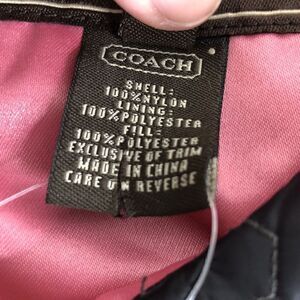 COACH
SHELL:
100% NYLON
LINING:
100% POLYESTER
FILL:
100% POLYESTER
EXCLUSIVE OF TRIM
MADE IN CHINA
CARE ON REVERSE